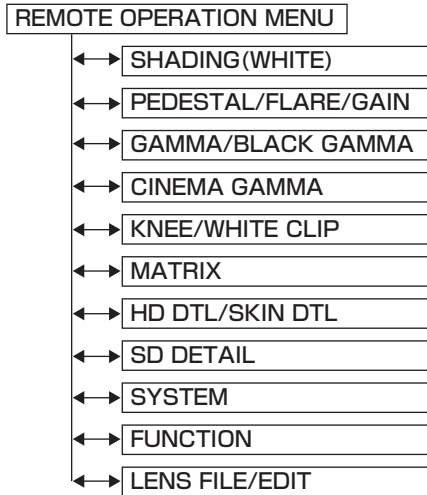 REMOTE OPERATION MENU
SHADING(WHITE)
PEDESTAL/FLARE/GAIN
GAMMA/BLACK GAMMA
CINEMA GAMMA
KNEE/WHITE CLIP
MATRIX
HD DTL/SKIN DTL
SD DETAIL
SYSTEM
FUNCTION
LENS FILE/EDIT